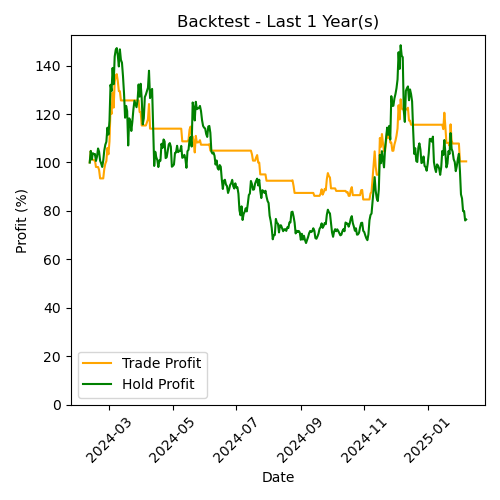 Backtest - Last 1 Year(s)
Profit (%)
140
120
100
80
60
40
20
0
Trade Profit
Hold Profit
2024-03
2024-05
2024-07
2024-09
2024-11
2025-01
Date